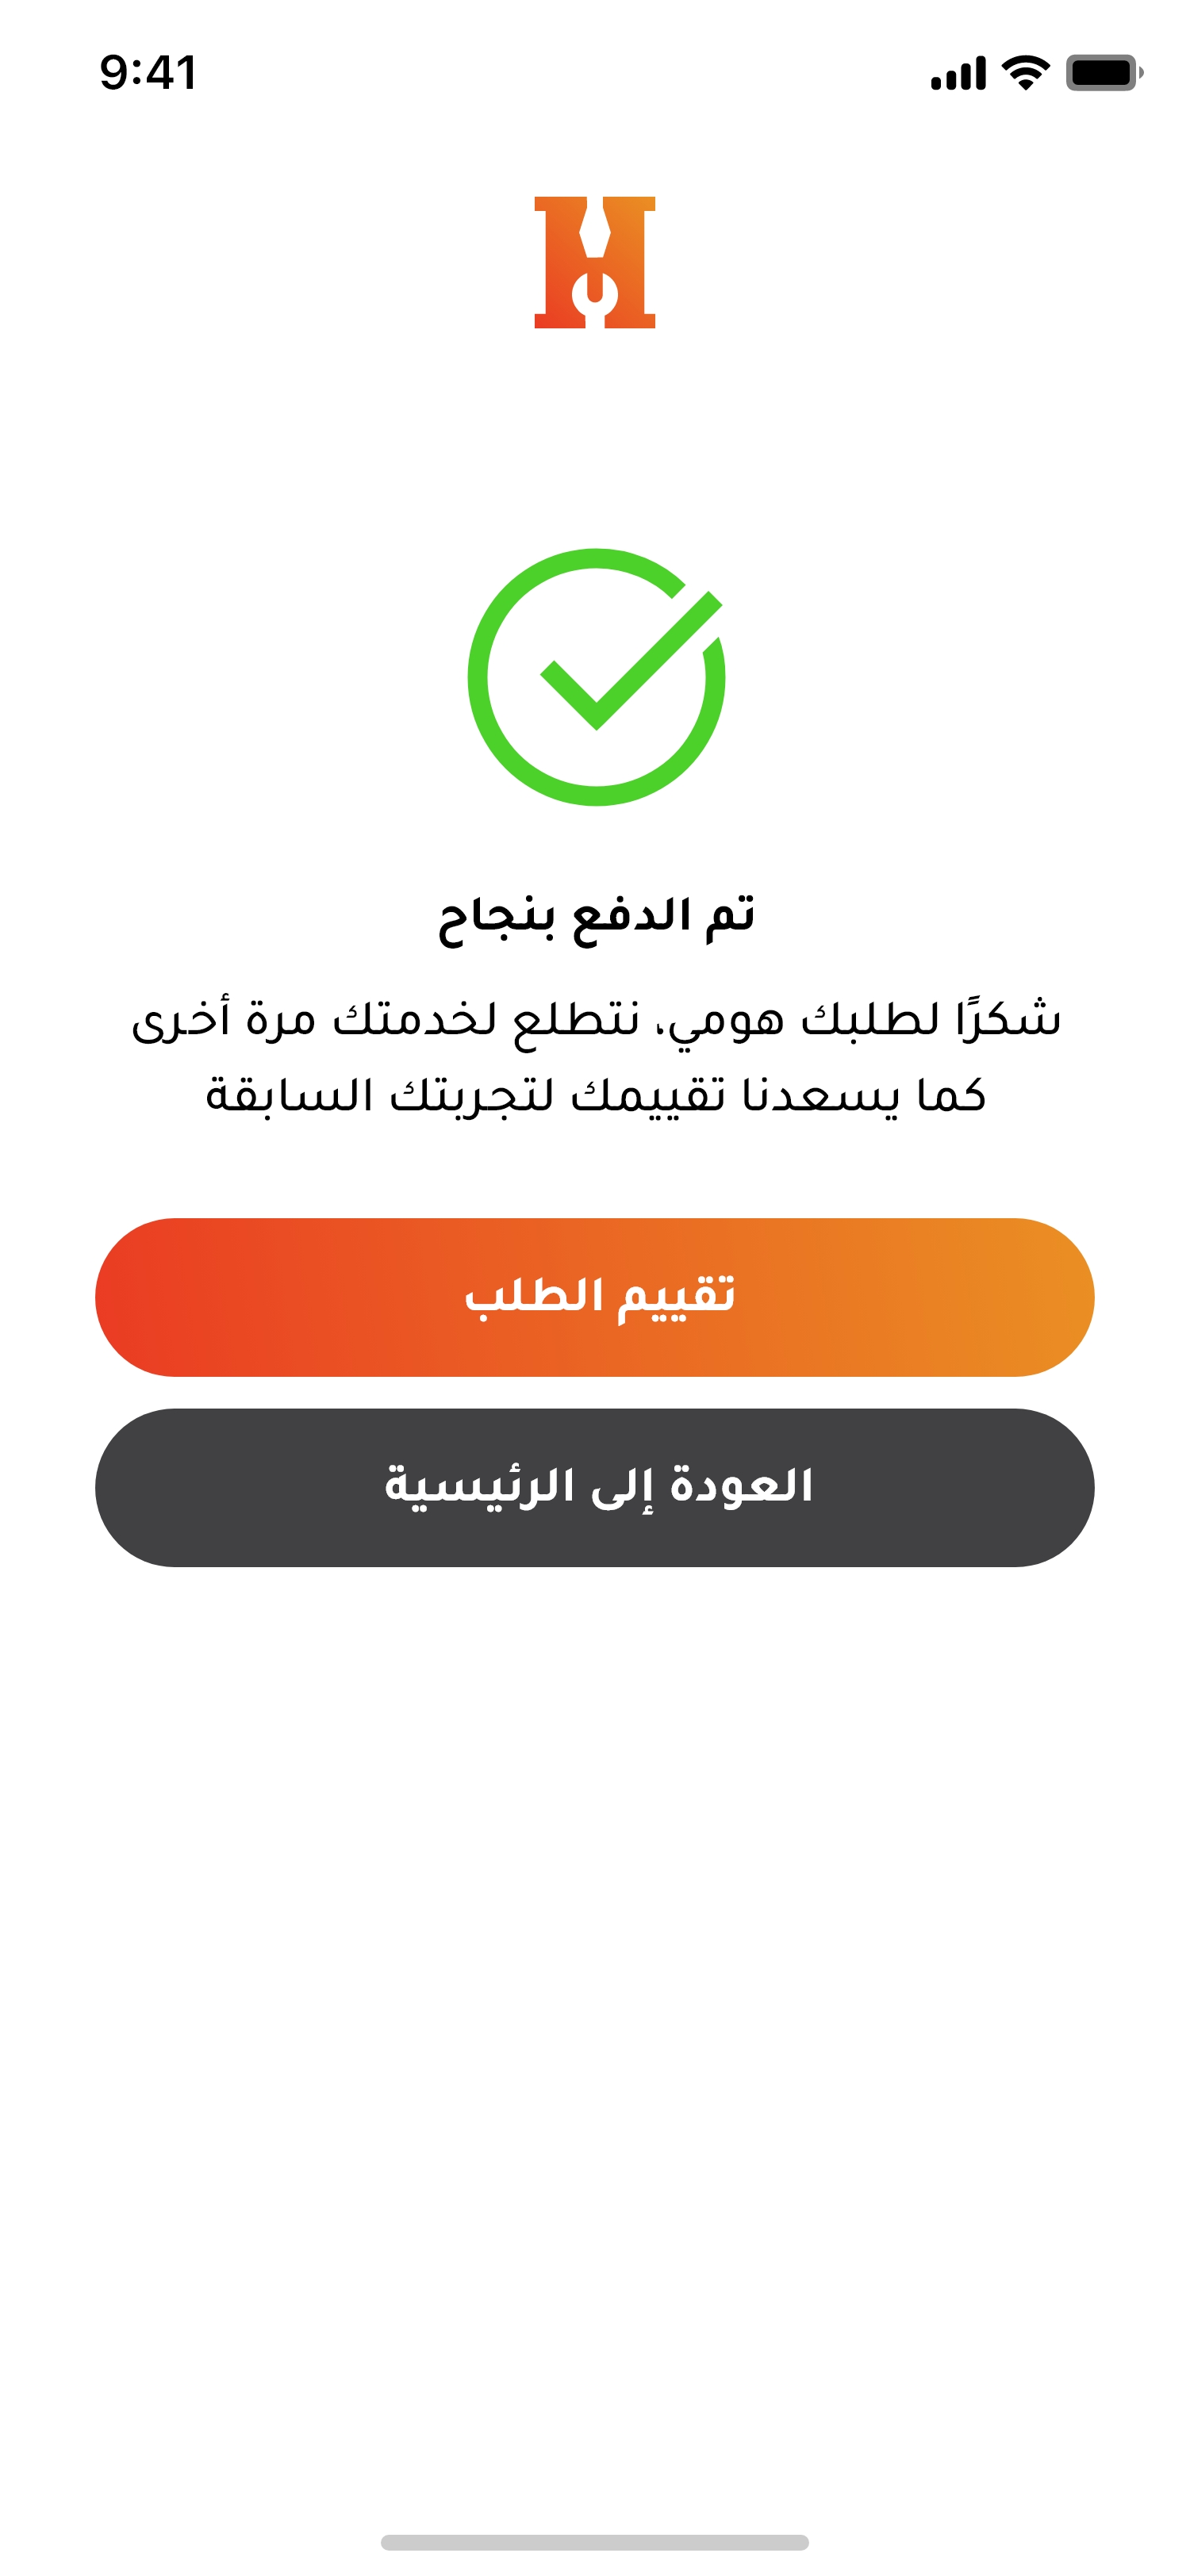 9:41
تم الدفع بنجاح
شكرًا لطلبك هومي، نتطلع لخدمتك مرة أخرى
كما يسعدنا تقييمك لتجربتك السابقة
تقييم الطلب
العودة إلى الرئيسية